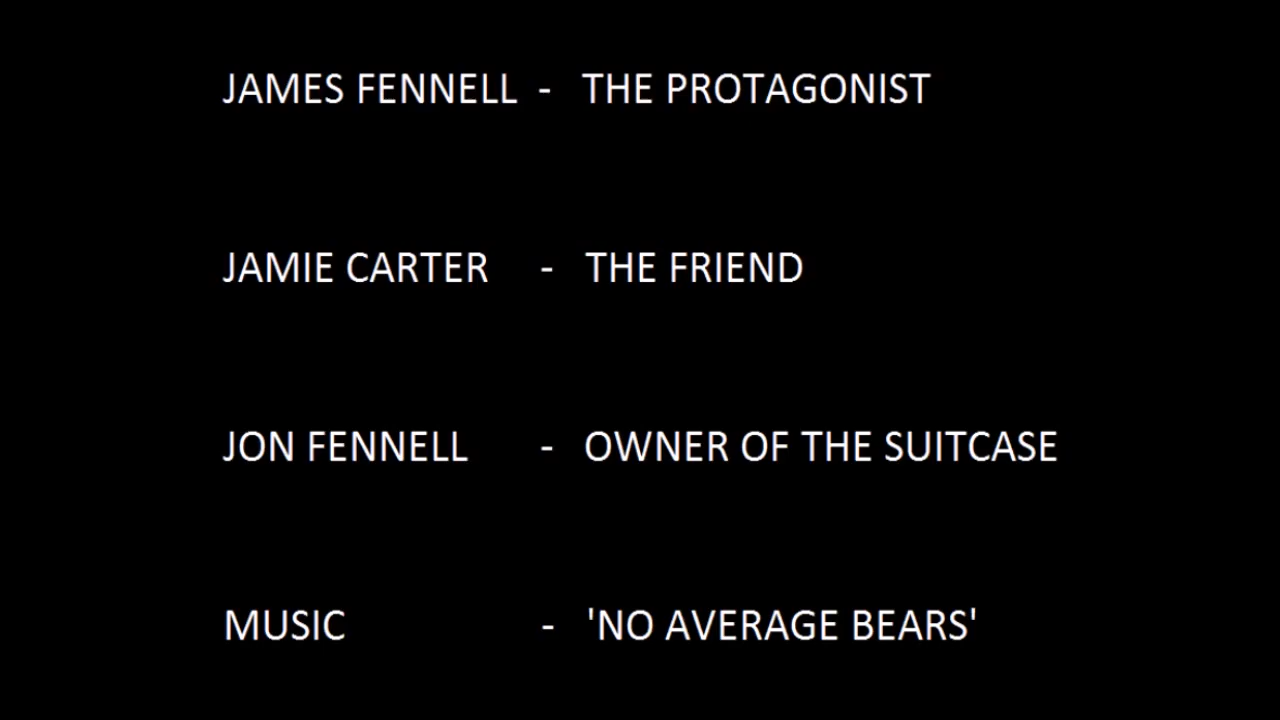 JAMES FENNELL - THE PROTAGONIST
JAMIE CARTER - THE FRIEND
JON FENNELL - OWNER OF THE SUITCASE
MUSIC - 'NO AVERAGE BEARS'